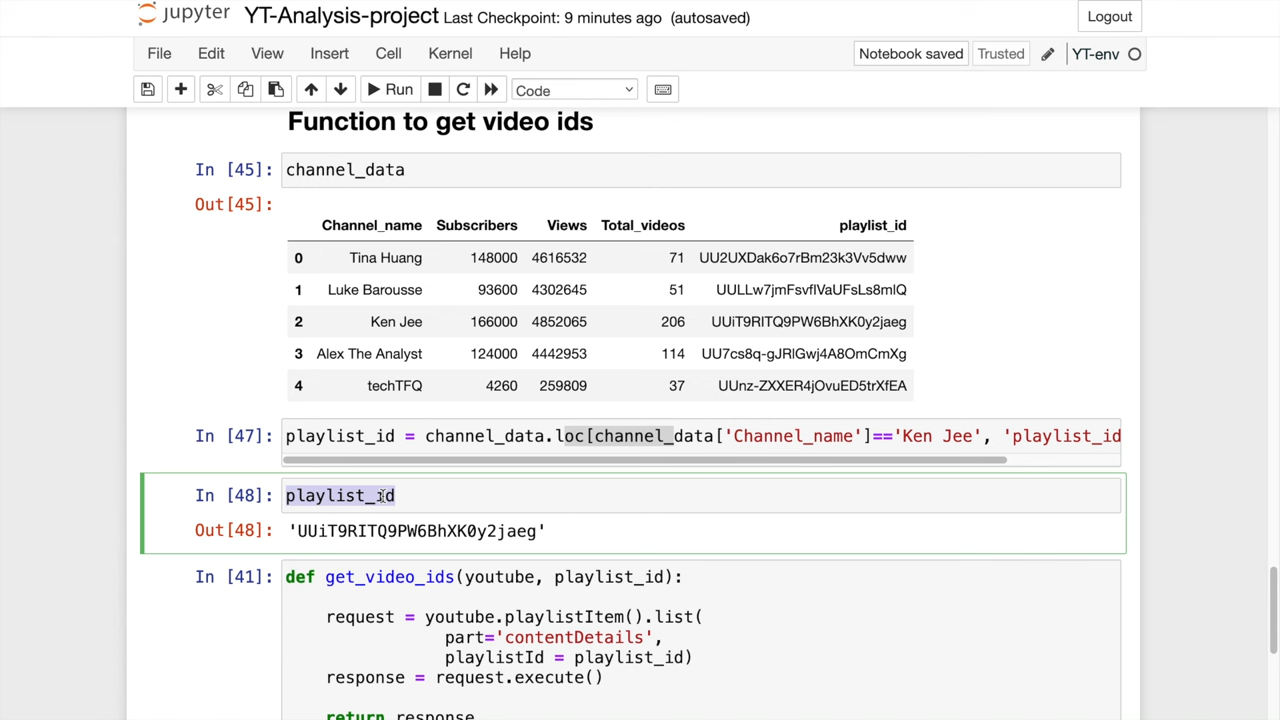 jupyter YT-Analysis-project Last Checkpoint: 9 minutes ago (autosaved) Logout
File Edit View Insert Cell Kernel Help Notebook saved Trusted YT-env
Run Code
Function to get video ids
In [45]: channel_data
Out[45]:
Channel_name Subscribers Views Total_videos playlist_id
0 Tina Huang 148000 4616532 71 UU2UXDak6o7rBm23k3Vv5dww
1 Luke Barousse 93600 4302645 51 UULLw7jmFsvfIVaUFsLs8mlQ
2 Ken Jee 166000 4852065 206 UUiT9RITQ9PW6BhXK0y2jaeg
3 Alex The Analyst 124000 4442953 114 UU7cs8q-gJRlGwj4A8OmCmXg
4 techTFQ 4260 259809 37 UUnz-ZXXER4jOvuED5trXfEA
In [47]: playlist_id = channel_data.loc[channel_data['Channel_name']=='Ken Jee', 'playlist_id
In [48]: playlist_id
Out[48]: 'UUiT9RITQ9PW6BhXK0y2jaeg'
In [41]: def get_video_ids(youtube, playlist_id):
request = youtube.playlistItem().list(
part='contentDetails',
playlistId = playlist_id)
response = request.execute()
return response